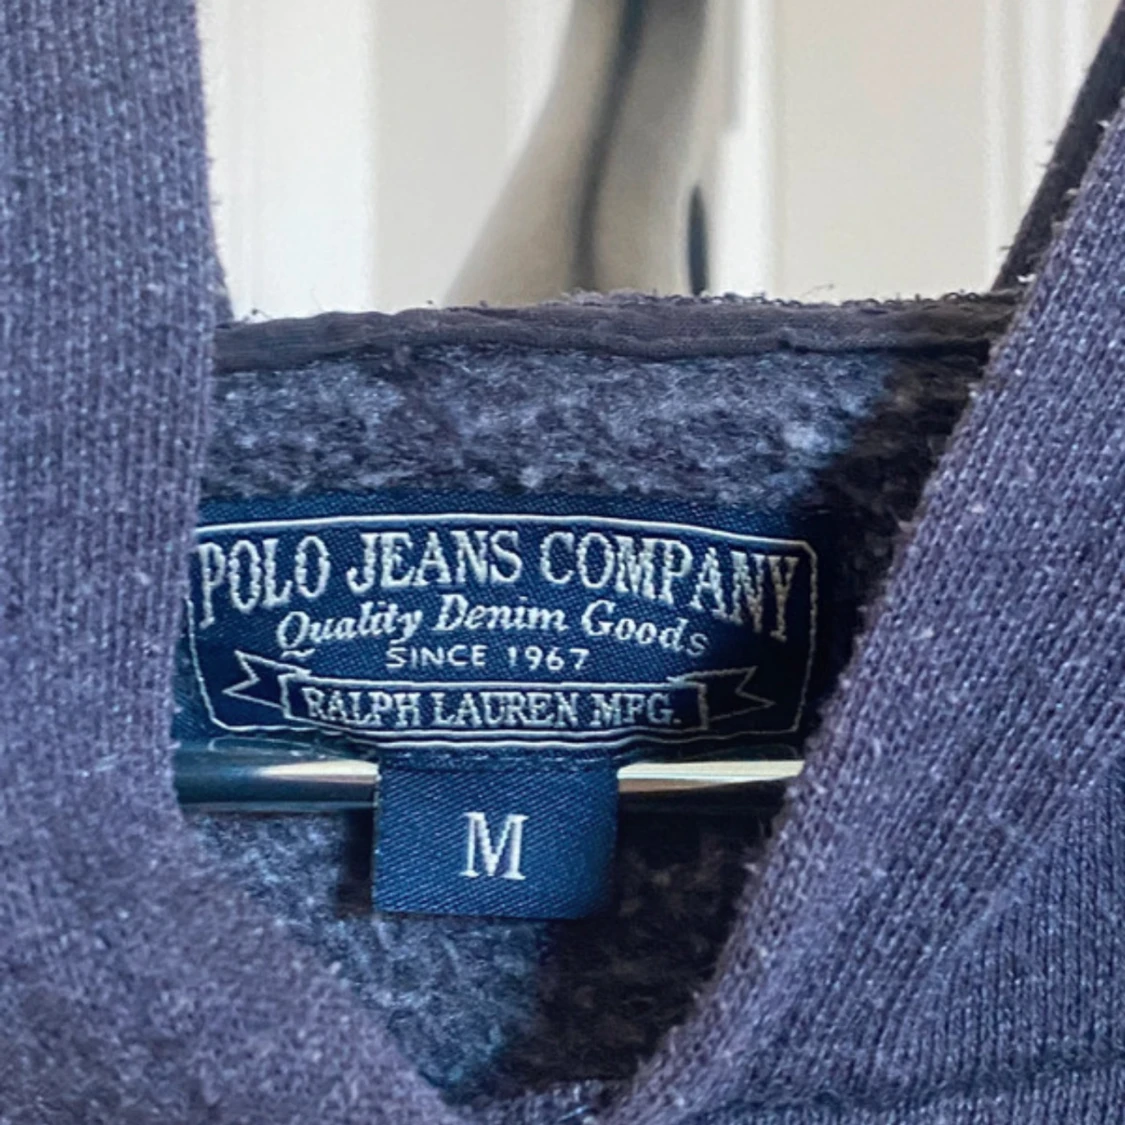 POLO JEANS COMPANY
Quality Denim Goods
SINCE 1967
RALPH LAUREN MFG.
M